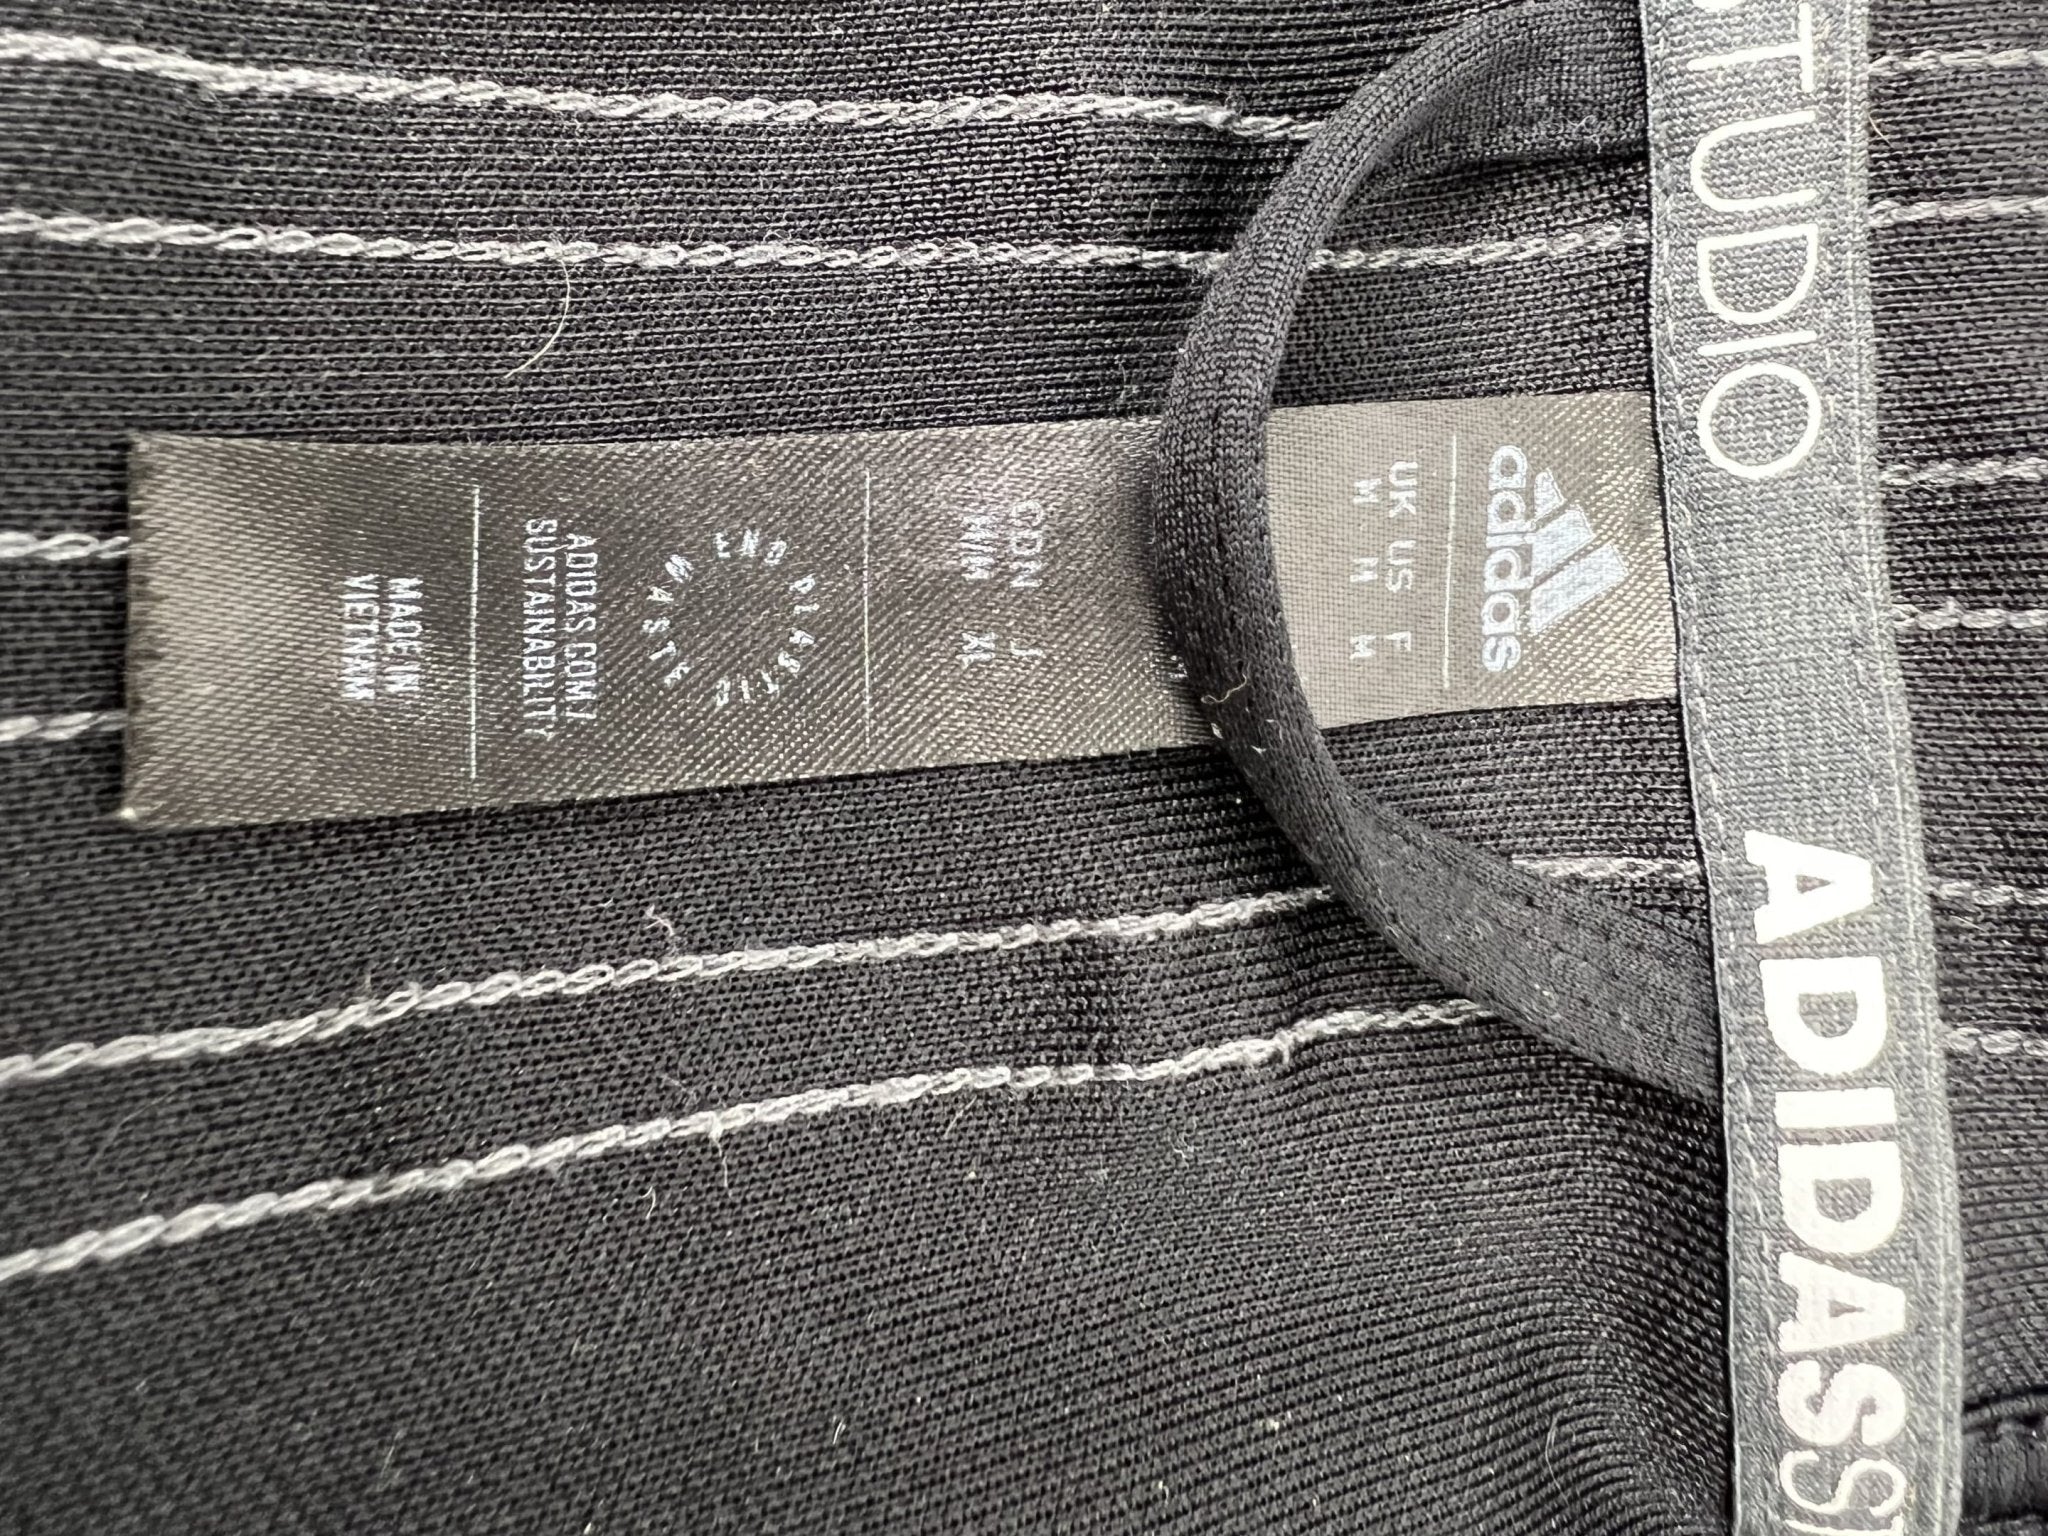 adidas
UK US F
M M M
CDN J
M/M XL
END PLASTIC WASTE
ADIDAS.COM/
SUSTAINABILITY
MADE IN
VIETNAM
STUDIO ADIDAS